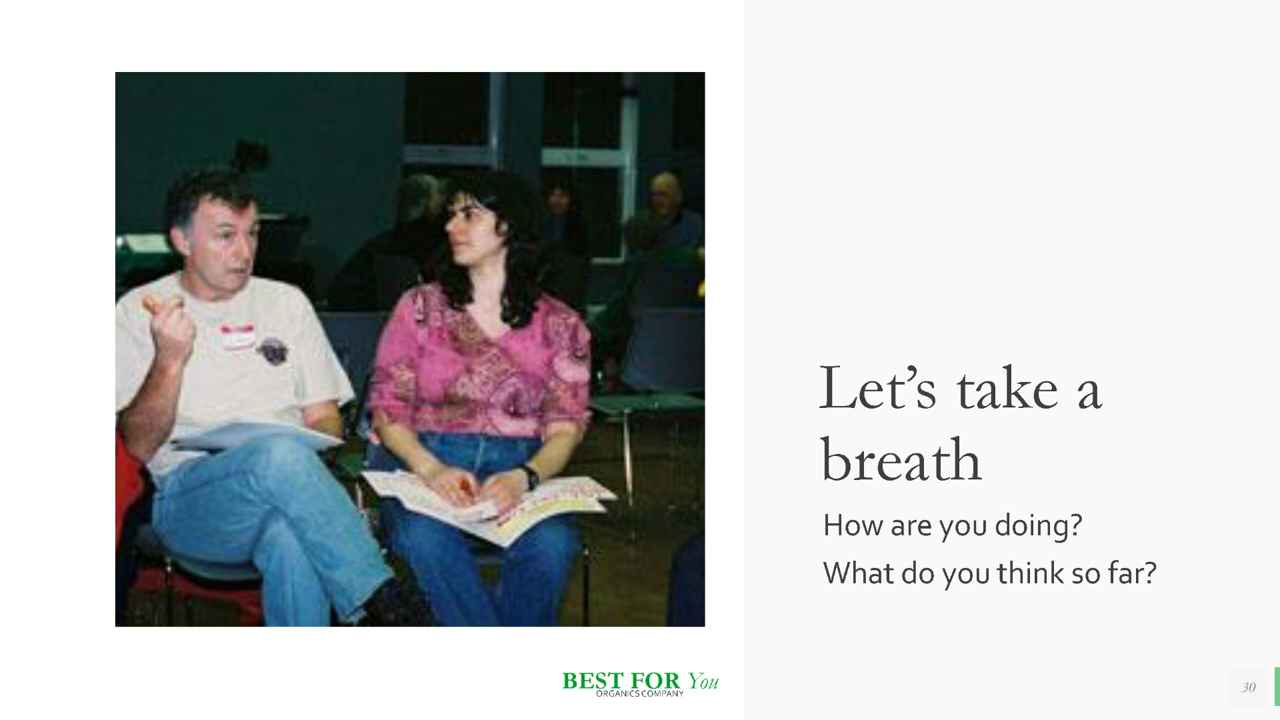 Let’s take a
breath
How are you doing?
What do you think so far?
BEST FOR You
ORGANICS COMPANY
30